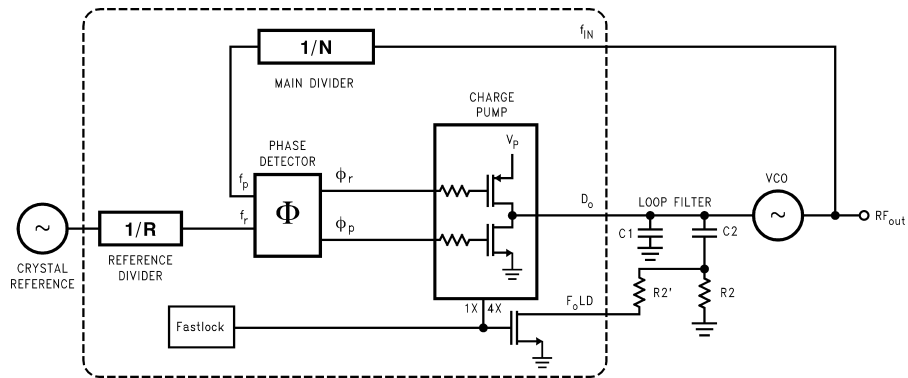 f_IN
1/N
MAIN DIVIDER
CHARGE
PUMP
V_P
PHASE
DETECTOR
f_p
f_r
Φ
ϕ_r
ϕ_p
D_o
LOOP FILTER
VCO
~
RF_out
C1
C2
~
1/R
CRYSTAL
REFERENCE
REFERENCE
DIVIDER
R2'
R2
1X
4X
F_oLD
Fastlock